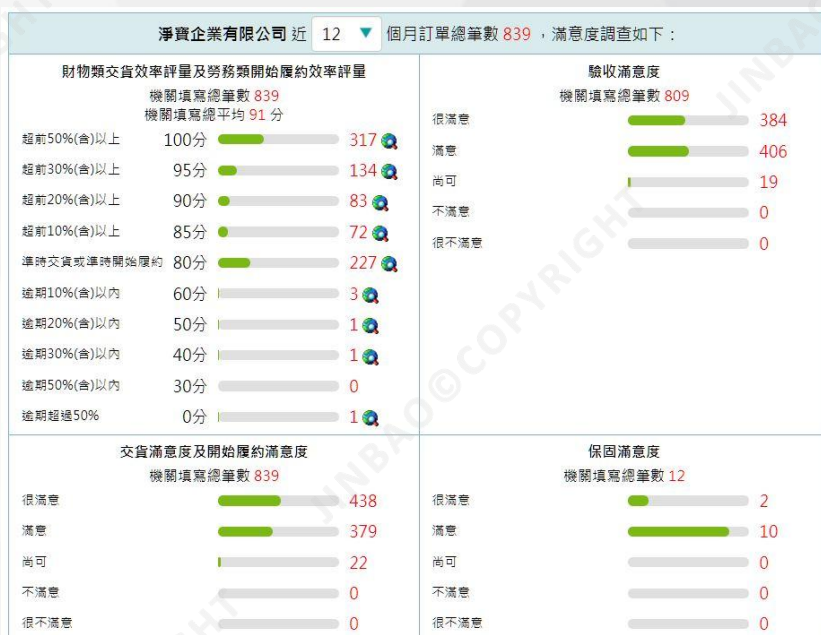 淨寶企業有限公司 近 12 ▼ 個月訂單總筆數 839 ，滿意度調查如下：
財物類交貨效率評量及勞務類開始履約效率評量
機關填寫總筆數 839
機關填寫總平均 91 分
超前50%(含)以上 100分 317
超前30%(含)以上 95分 134
超前20%(含)以上 90分 83
超前10%(含)以上 85分 72
準時交貨或準時開始履約 80分 227
逾期10%(含)以內 60分 3
逾期20%(含)以內 50分 1
逾期30%(含)以內 40分 1
逾期50%(含)以內 30分 0
逾期超過50% 0分 1
驗收滿意度
機關填寫總筆數 809
很滿意 384
滿意 406
尚可 19
不滿意 0
很不滿意 0
交貨滿意度及開始履約滿意度
機關填寫總筆數 839
很滿意 438
滿意 379
尚可 22
不滿意 0
很不滿意 0
保固滿意度
機關填寫總筆數 12
很滿意 2
滿意 10
尚可 0
不滿意 0
很不滿意 0
JINBAO©COPYRIGHT